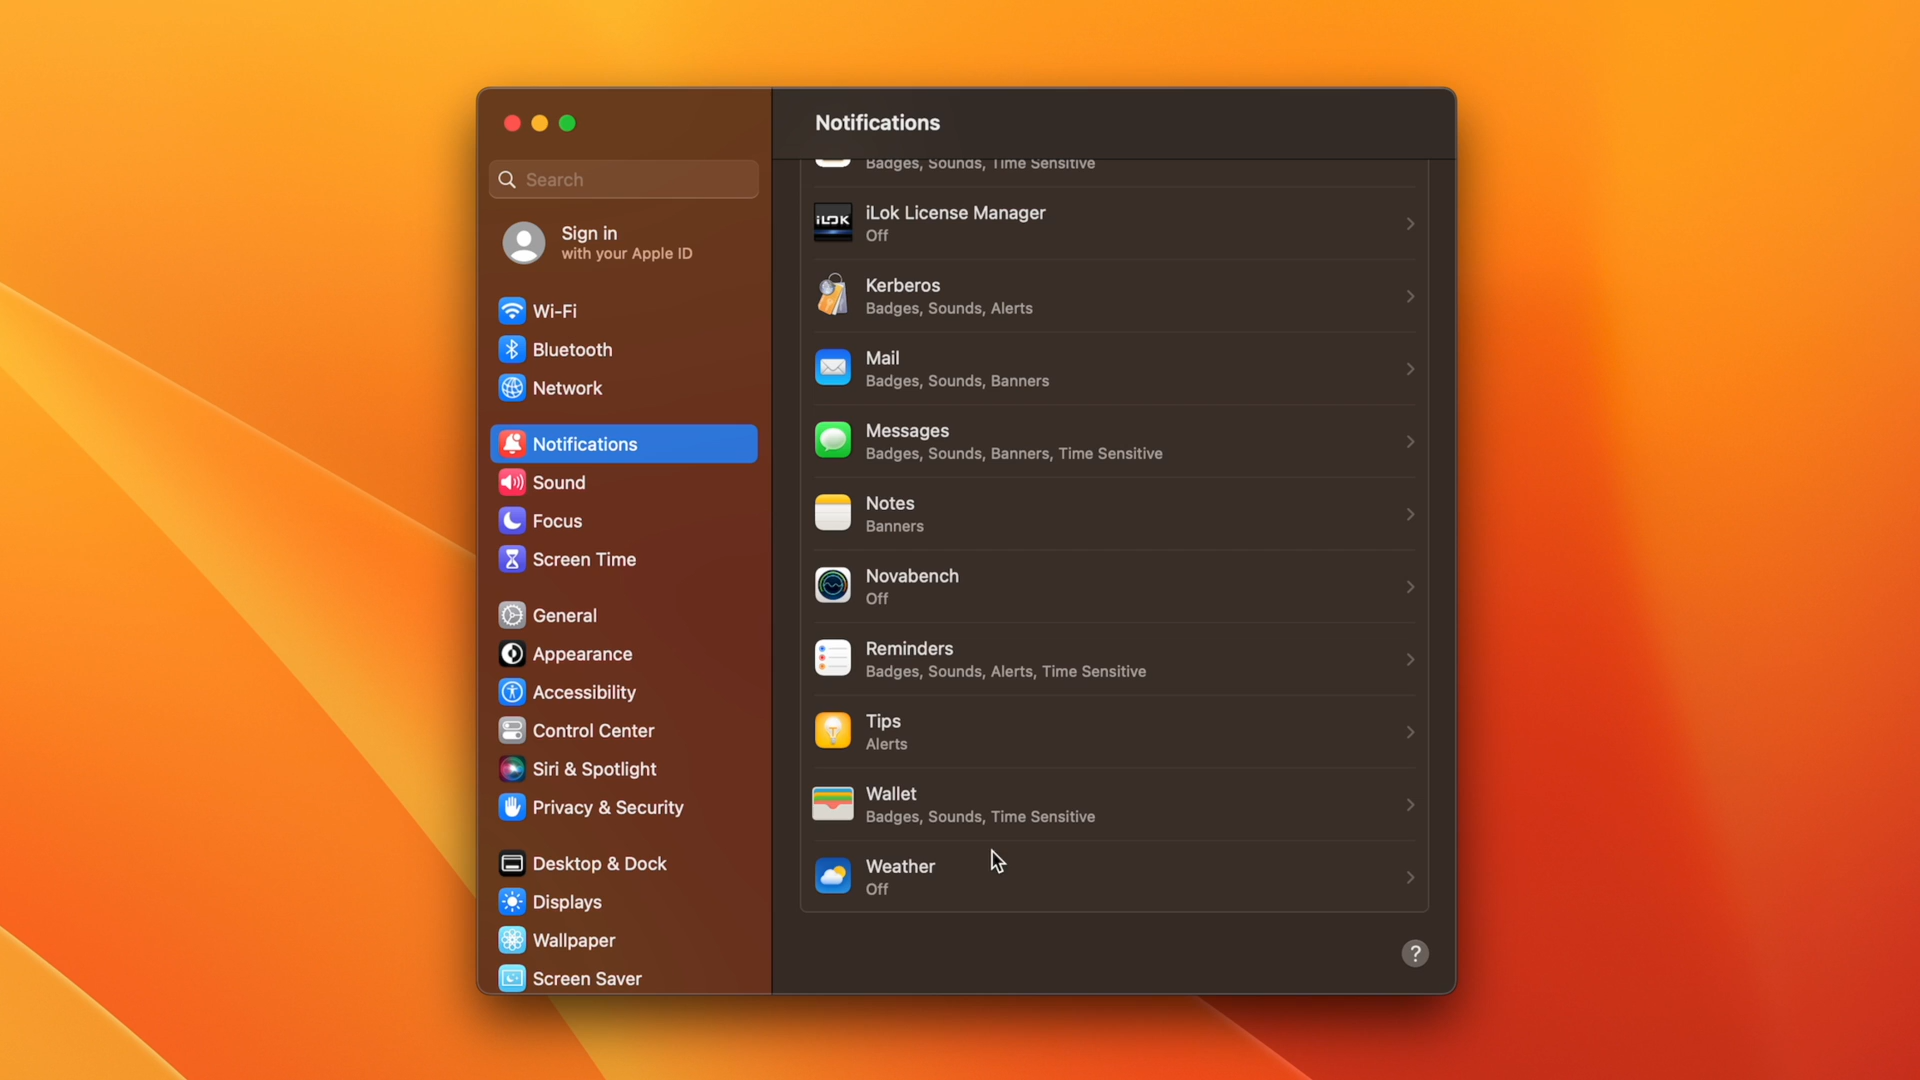 Notifications
Search
Sign in
with your Apple ID
Wi-Fi
Bluetooth
Network
Notifications
Sound
Focus
Screen Time
General
Appearance
Accessibility
Control Center
Siri & Spotlight
Privacy & Security
Desktop & Dock
Displays
Wallpaper
Screen Saver
Badges, Sounds, Time Sensitive
iLOK
iLok License Manager
Off
Kerberos
Badges, Sounds, Alerts
Mail
Badges, Sounds, Banners
Messages
Badges, Sounds, Banners, Time Sensitive
Notes
Banners
Novabench
Off
Reminders
Badges, Sounds, Alerts, Time Sensitive
Tips
Alerts
Wallet
Badges, Sounds, Time Sensitive
Weather
Off
?